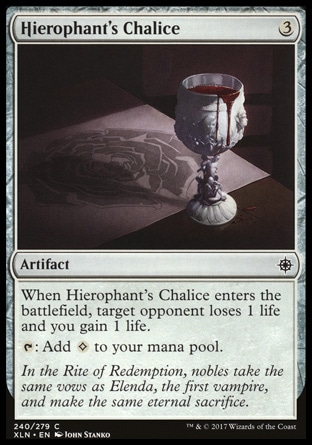 Hierophant's Chalice 3
Artifact
When Hierophant's Chalice enters the
battlefield, target opponent loses 1 life
and you gain 1 life.
: Add to your mana pool.
In the Rite of Redemption, nobles take the
same vows as Elenda, the first vampire,
and make the same eternal sacrifice.
240/279 C
XLN • EN John Stanko
™ & © 2017 Wizards of the Coast